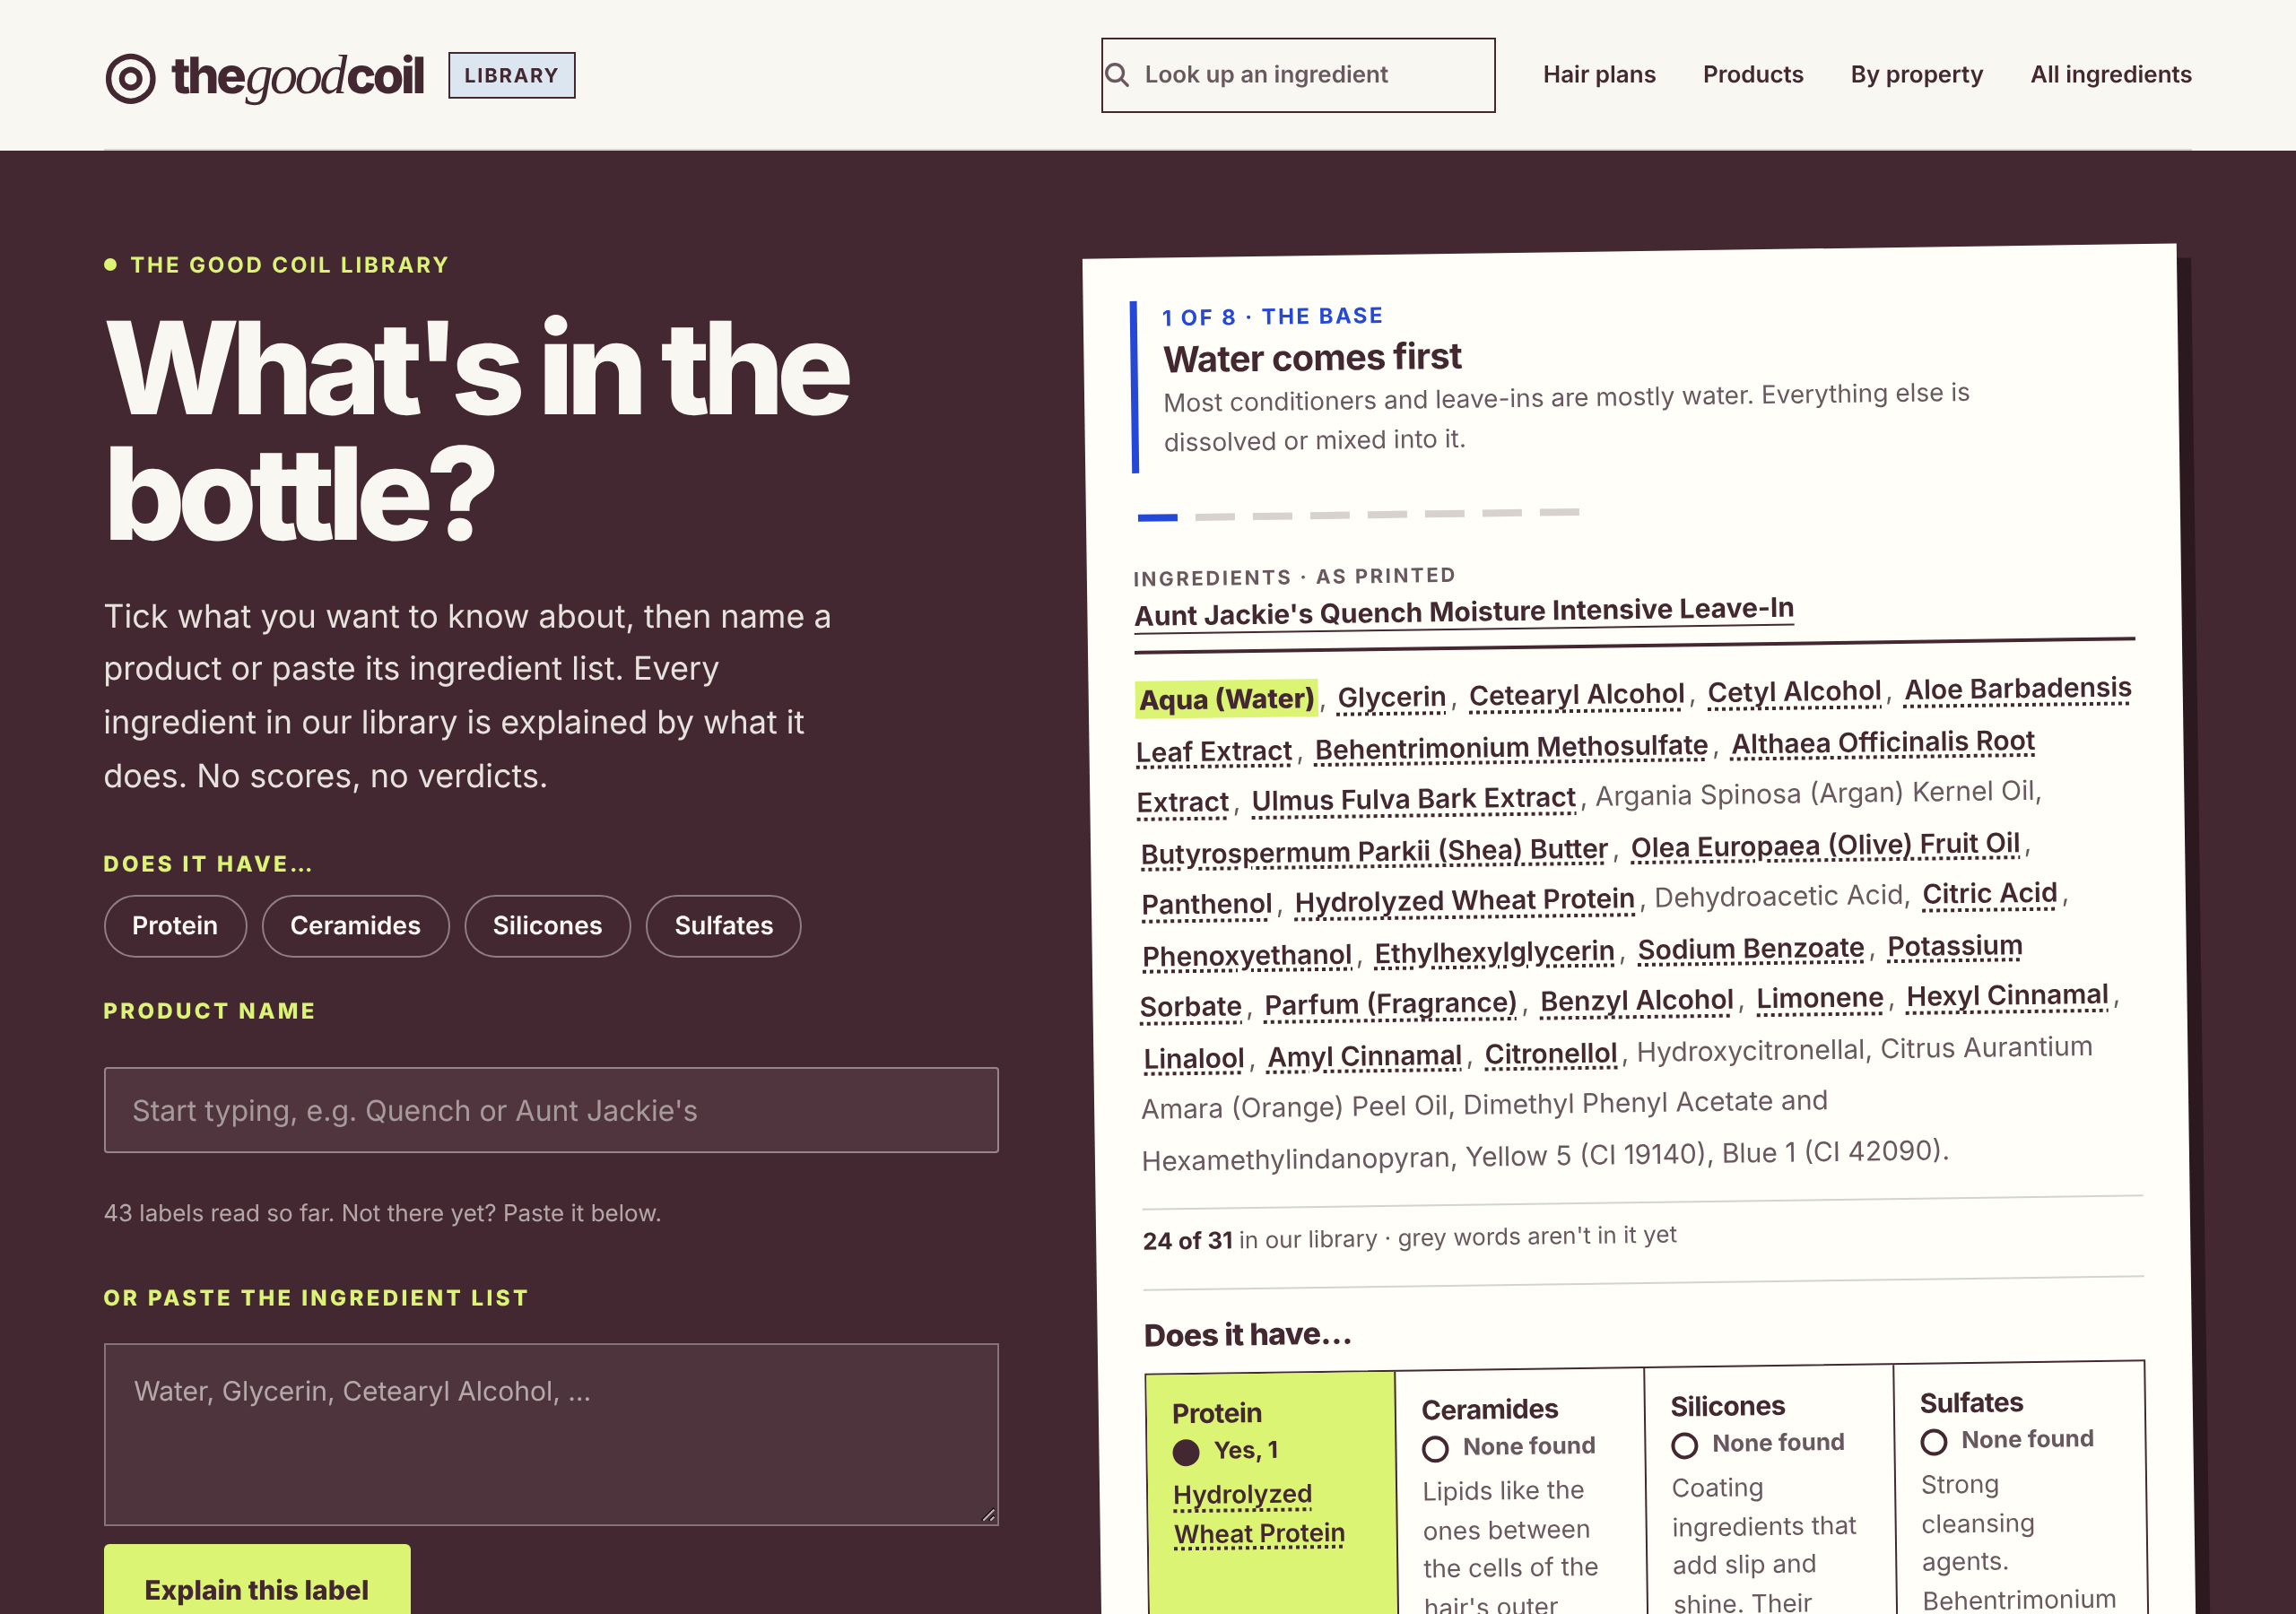 thegoodcoil LIBRARY
Look up an ingredient
Hair plans
Products
By property
All ingredients
THE GOOD COIL LIBRARY
What's in the
bottle?
Tick what you want to know about, then name a
product or paste its ingredient list. Every
ingredient in our library is explained by what it
does. No scores, no verdicts.
DOES IT HAVE...
Protein
Ceramides
Silicones
Sulfates
PRODUCT NAME
Start typing, e.g. Quench or Aunt Jackie's
43 labels read so far. Not there yet? Paste it below.
OR PASTE THE INGREDIENT LIST
Water, Glycerin, Cetearyl Alcohol, ...
Explain this label
1 OF 8 · THE BASE
Water comes first
Most conditioners and leave-ins are mostly water. Everything else is
dissolved or mixed into it.
INGREDIENTS · AS PRINTED
Aunt Jackie's Quench Moisture Intensive Leave-In
Aqua (Water), Glycerin, Cetearyl Alcohol, Cetyl Alcohol, Aloe Barbadensis
Leaf Extract, Behentrimonium Methosulfate, Althaea Officinalis Root
Extract, Ulmus Fulva Bark Extract, Argania Spinosa (Argan) Kernel Oil,
Butyrospermum Parkii (Shea) Butter, Olea Europaea (Olive) Fruit Oil,
Panthenol, Hydrolyzed Wheat Protein, Dehydroacetic Acid, Citric Acid,
Phenoxyethanol, Ethylhexylglycerin, Sodium Benzoate, Potassium
Sorbate, Parfum (Fragrance), Benzyl Alcohol, Limonene, Hexyl Cinnamal,
Linalool, Amyl Cinnamal, Citronellol, Hydroxycitronellal, Citrus Aurantium
Amara (Orange) Peel Oil, Dimethyl Phenyl Acetate and
Hexamethylindanopyran, Yellow 5 (CI 19140), Blue 1 (CI 42090).
24 of 31 in our library · grey words aren't in it yet
Does it have...
Protein
Yes, 1
Hydrolyzed
Wheat Protein
Ceramides
None found
Lipids like the
ones between
the cells of the
hair's outer
Silicones
None found
Coating
ingredients that
add slip and
shine. Their
Sulfates
None found
Strong
cleansing
agents.
Behentrimonium